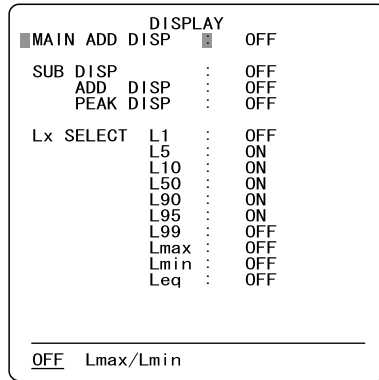 DISPLAY
MAIN ADD DISP : OFF
SUB DISP : OFF
ADD DISP : OFF
PEAK DISP : OFF
Lx SELECT L1 : OFF
L5 : ON
L10 : ON
L50 : ON
L90 : ON
L95 : ON
L99 : OFF
Lmax : OFF
Lmin : OFF
Leq : OFF
OFF Lmax/Lmin